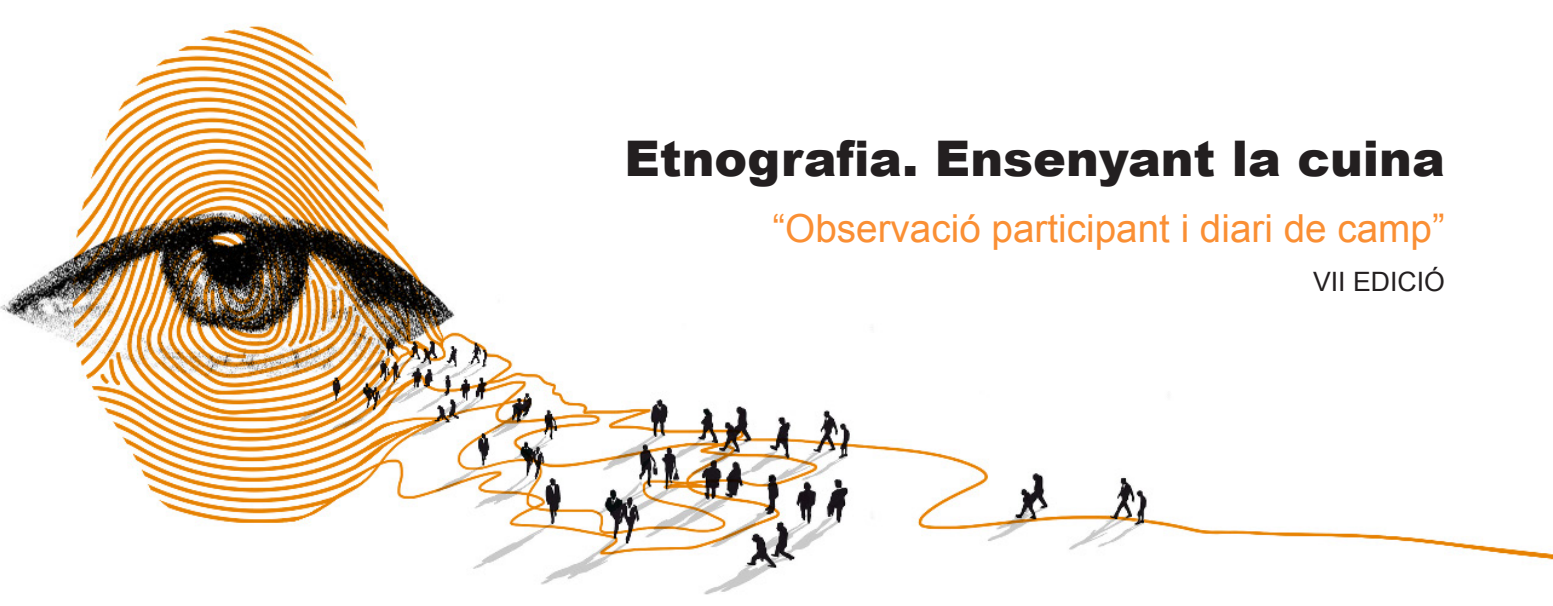 Etnografia. Ensenyant la cuina
“Observació participant i diari de camp”
VII EDICIÓ